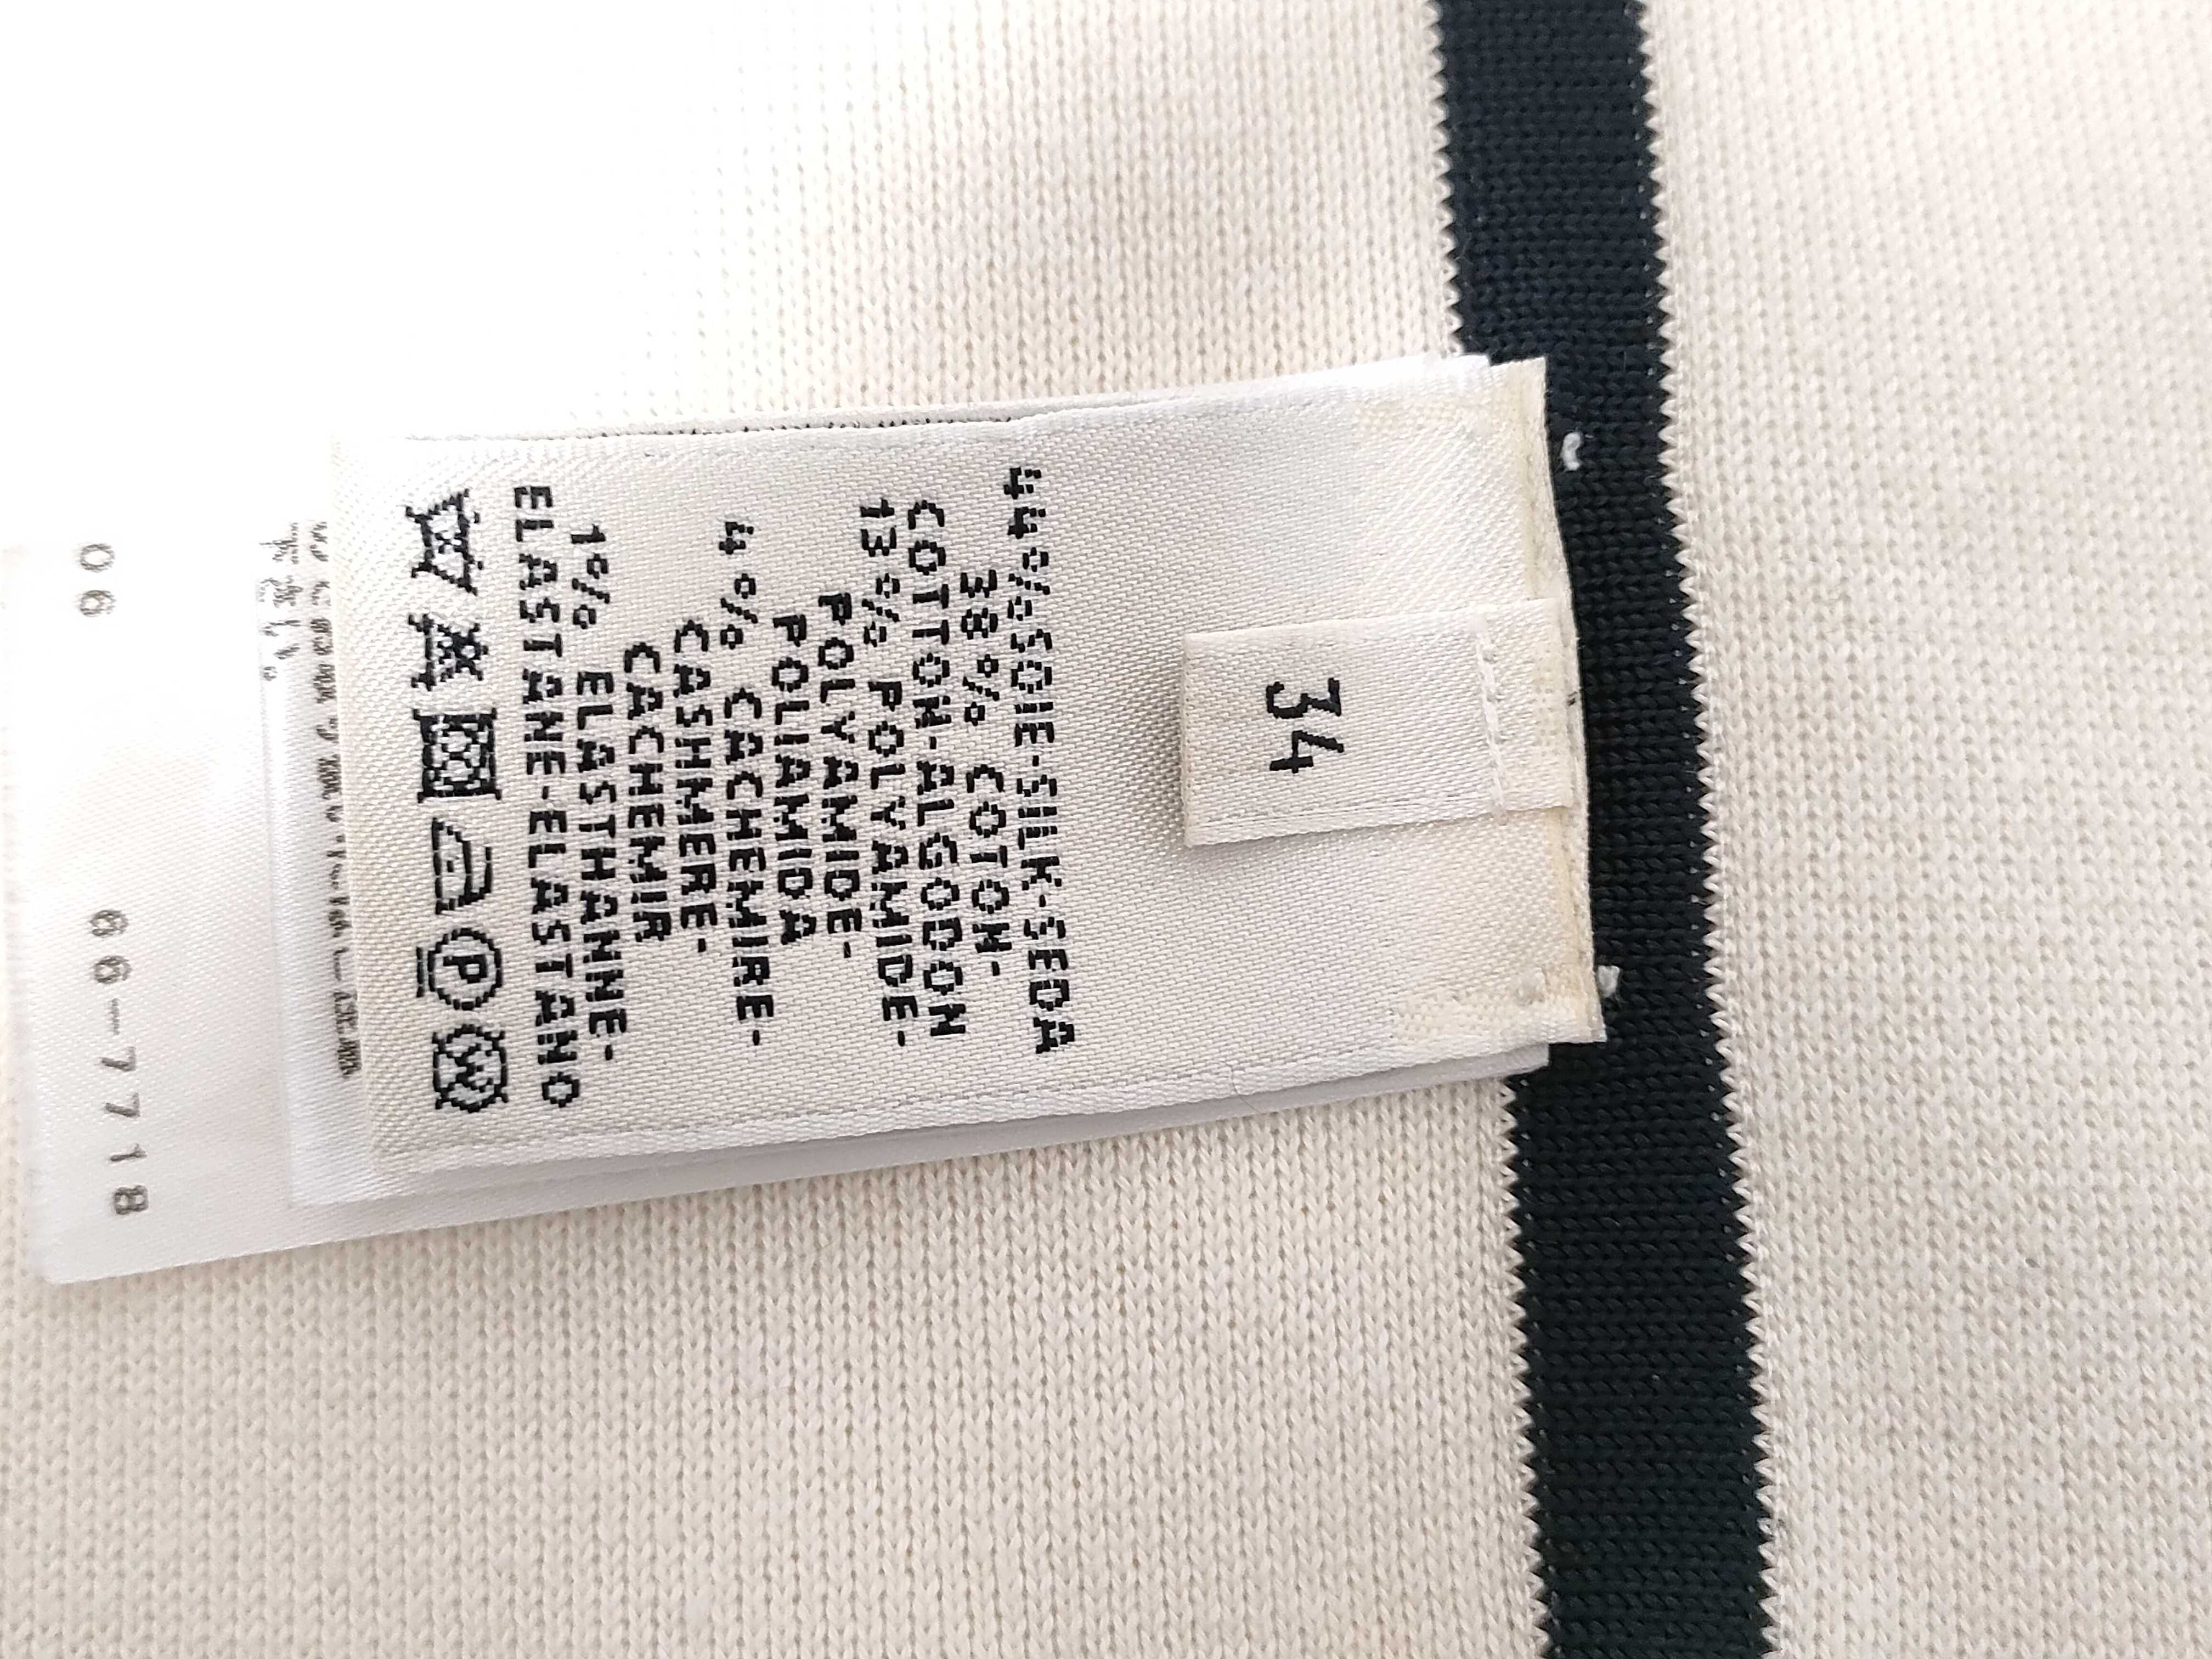 34
44%SOIE-SILK-SEDA
38% COTON-
COTTON-ALGODON
13% POLYAMIDE-
POLYAMIDE-
POLIAMIDA
4% CACHEMIRE-
CASHMERE-
CACHEMIR
1% ELASTHANNE-
ELASTANE-ELASTANO
P
W
06 66-7718